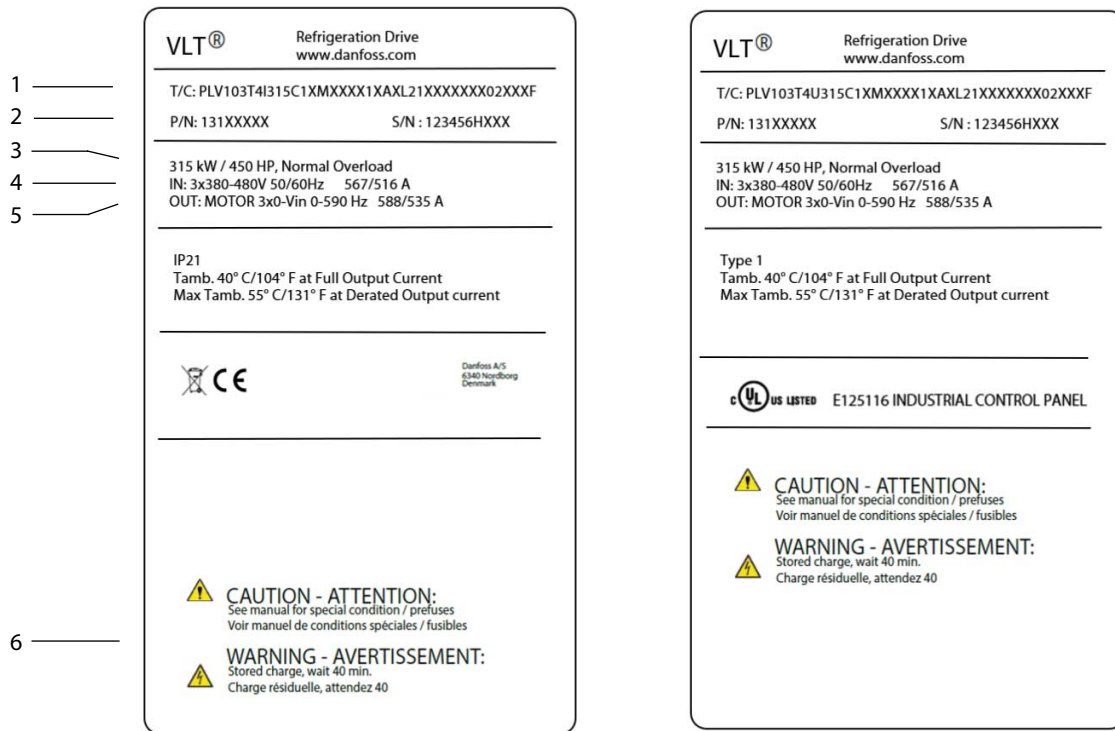 VLT®
Refrigeration Drive
www.danfoss.com
1
T/C: PLV103T4I315C1XMXXXX1XAXL21XXXXXXX02XXXF
2
P/N: 131XXXXX S/N : 123456HXXX
3
315 kW / 450 HP, Normal Overload
4
IN: 3x380-480V 50/60Hz 567/516 A
5
OUT: MOTOR 3x0-Vin 0-590 Hz 588/535 A
IP21
Tamb. 40° C/104° F at Full Output Current
Max Tamb. 55° C/131° F at Derated Output current
CE
Danfoss A/S
6340 Nordborg
Denmark
CAUTION - ATTENTION:
See manual for special condition / prefuses
Voir manuel de conditions spéciales / fusibles
6
WARNING - AVERTISSEMENT:
Stored charge, wait 40 min.
Charge résiduelle, attendez 40
VLT®
Refrigeration Drive
www.danfoss.com
T/C: PLV103T4U315C1XMXXXX1XAXL21XXXXXXX02XXXF
P/N: 131XXXXX S/N : 123456HXXX
315 kW / 450 HP, Normal Overload
IN: 3x380-480V 50/60Hz 567/516 A
OUT: MOTOR 3x0-Vin 0-590 Hz 588/535 A
Type 1
Tamb. 40° C/104° F at Full Output Current
Max Tamb. 55° C/131° F at Derated Output current
C UL US LISTED E125116 INDUSTRIAL CONTROL PANEL
CAUTION - ATTENTION:
See manual for special condition / prefuses
Voir manuel de conditions spéciales / fusibles
WARNING - AVERTISSEMENT:
Stored charge, wait 40 min.
Charge résiduelle, attendez 40